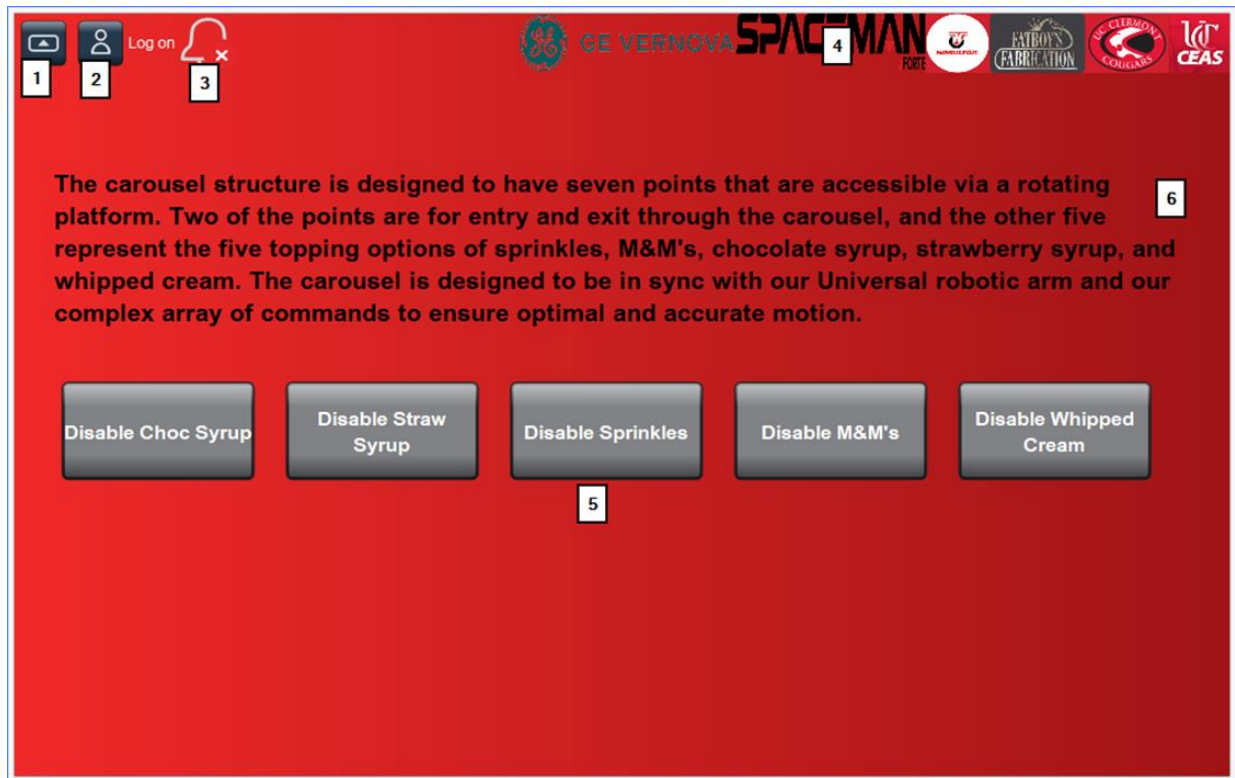 Log on
GE VERNOVA
SPACEMAN
FORTE
FATBOY'S
FABRICATION
UC CLERMONT
COUGARS
UC
CEAS
1
2
3
4
The carousel structure is designed to have seven points that are accessible via a rotating
platform. Two of the points are for entry and exit through the carousel, and the other five
represent the five topping options of sprinkles, M&M's, chocolate syrup, strawberry syrup, and
whipped cream. The carousel is designed to be in sync with our Universal robotic arm and our
complex array of commands to ensure optimal and accurate motion.
6
Disable Choc Syrup
Disable Straw
Syrup
Disable Sprinkles
Disable M&M's
Disable Whipped
Cream
5